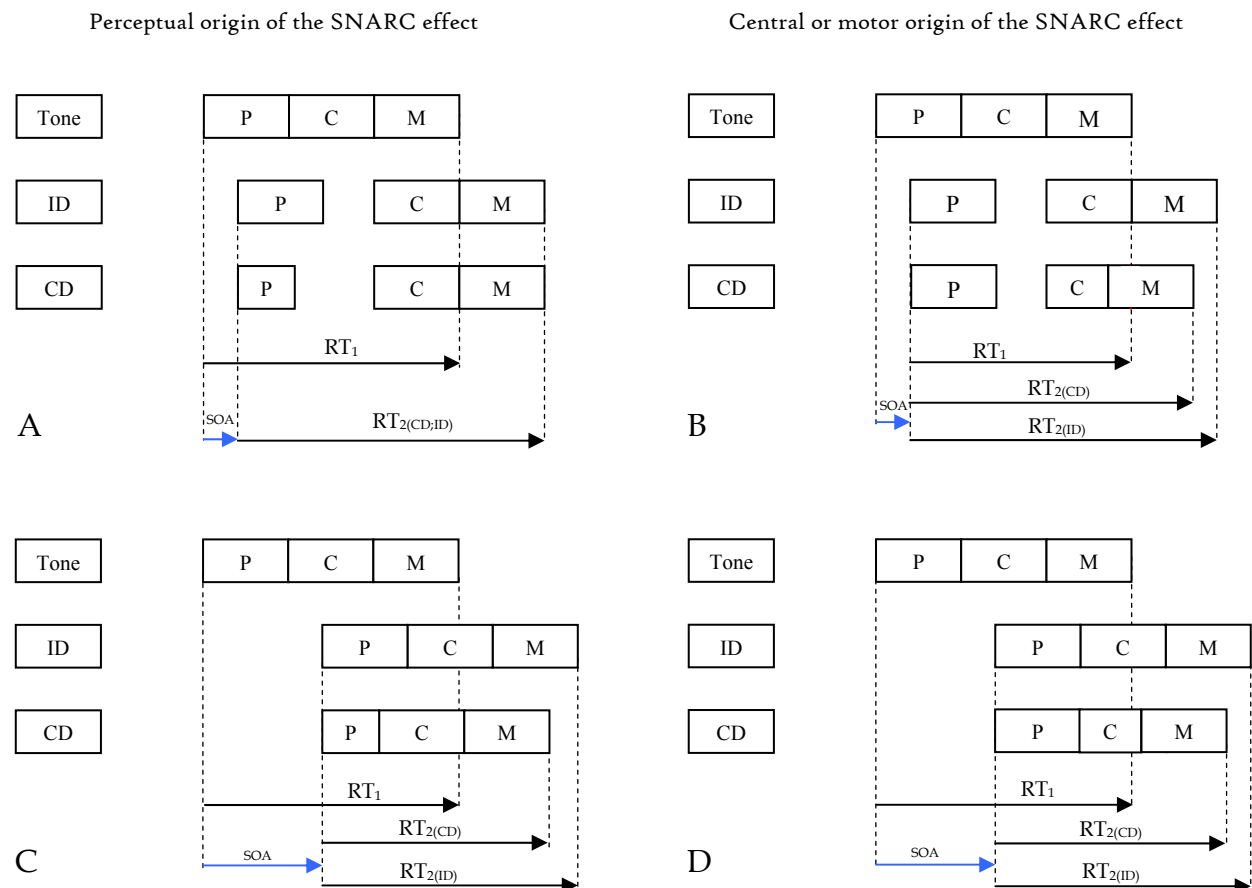 Perceptual origin of the SNARC effect
Central or motor origin of the SNARC effect
Tone P C M
ID P C M
CD P C M
RT1
SOA RT2(CD;ID)
A
Tone P C M
ID P C M
CD P C M
RT1
RT2(CD)
SOA
RT2(ID)
B
Tone P C M
ID P C M
CD P C M
RT1
RT2(CD)
SOA
RT2(ID)
C
Tone P C M
ID P C M
CD P C M
RT1
RT2(CD)
SOA
RT2(ID)
D